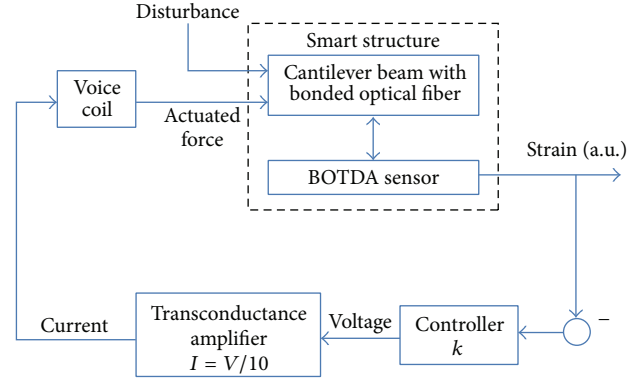 Disturbance
Smart structure
Cantilever beam with
bonded optical fiber
Voice
coil
Actuated
force
Strain (a.u.)
BOTDA sensor
−
Transconductance
amplifier
I = V/10
Voltage
Controller
k
Current